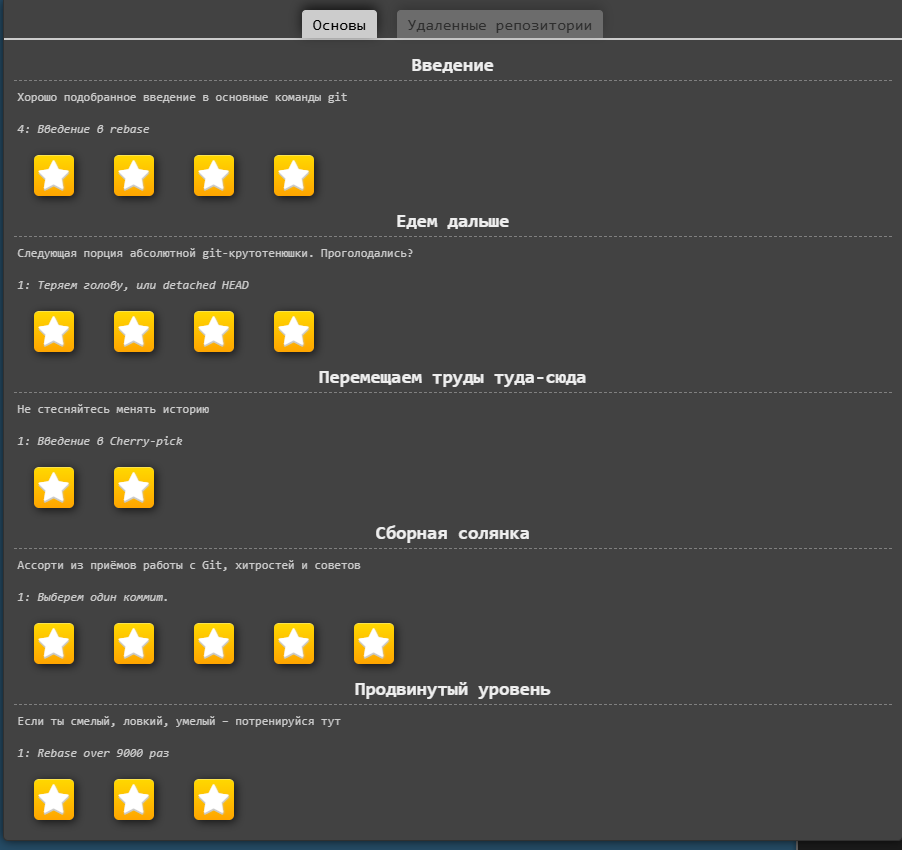 Основы
Удаленные репозитории
Введение
Хорошо подобранное введение в основные команды git
4: Введение в rebase
Едем дальше
Следующая порция абсолютной git-крутотенюшки. Проголодались?
1: Теряем голову, или detached HEAD
Перемещаем труды туда-сюда
Не стесняйтесь менять историю
1: Введение в Cherry-pick
Сборная солянка
Ассорти из приёмов работы с Git, хитростей и советов
1: Выберем один коммит.
Продвинутый уровень
Если ты смелый, ловкий, умелый – потренируйся тут
1: Rebase over 9000 раз